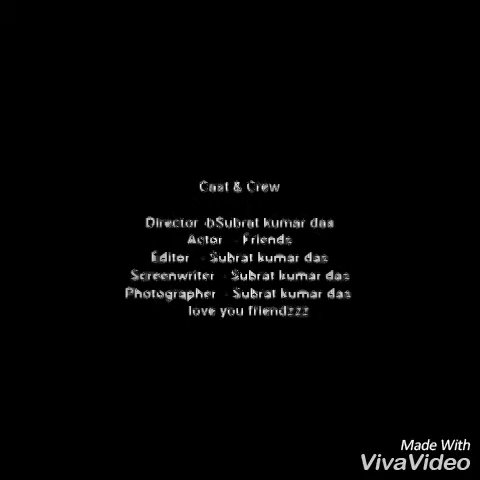 Cast & Crew
Director -bSubrat kumar das
Actor - Friends
Editor - Subrat kumar das
Screenwriter - Subrat kumar das
Photographer - Subrat kumar das
love you friendzzz
Made With
VivaVideo